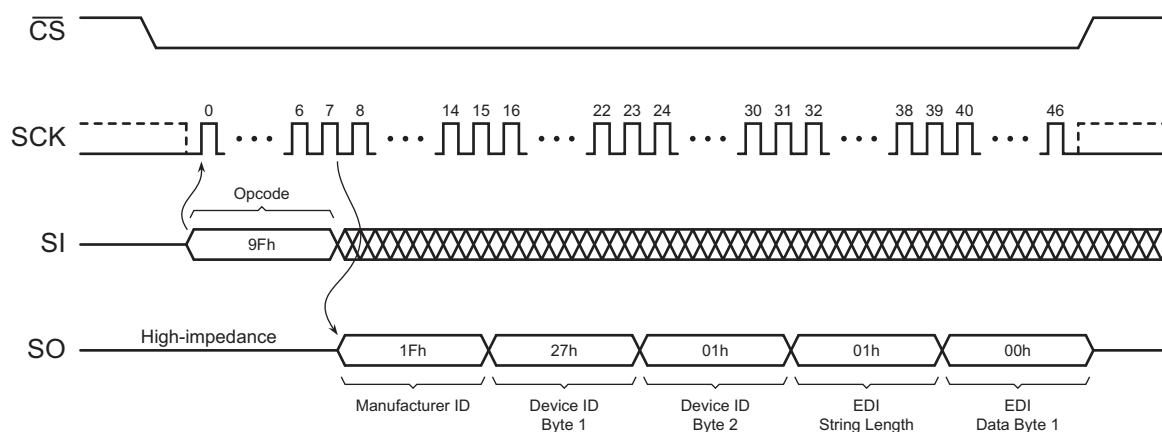 CS
SCK
0 6 7 8 14 15 16 22 23 24 30 31 32 38 39 40 46
Opcode
SI
9Fh
SO
High-impedance
1Fh 27h 01h 01h 00h
Manufacturer ID
Device ID
Byte 1
Device ID
Byte 2
EDI
String Length
EDI
Data Byte 1